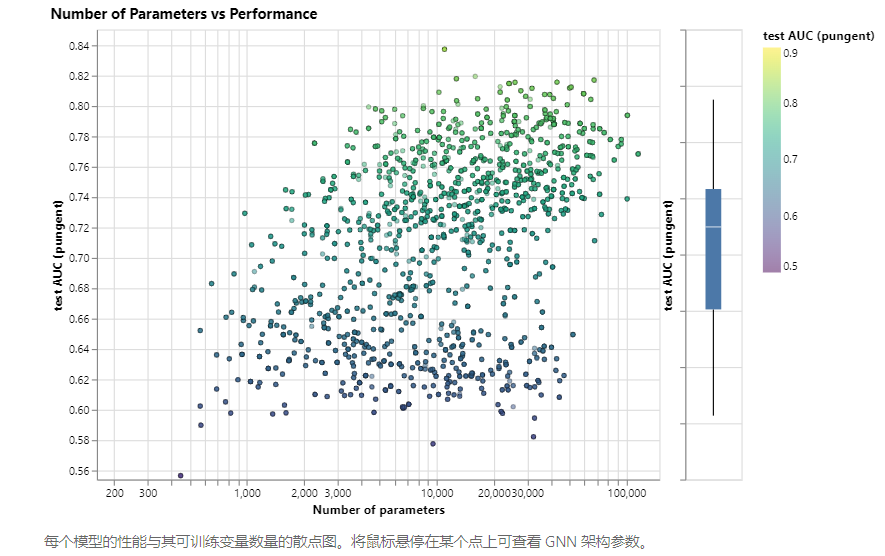 Number of Parameters vs Performance
test AUC (pungent)
0.84
0.82
0.80
0.78
0.76
0.74
0.72
0.70
0.68
0.66
0.64
0.62
0.60
0.58
0.56
200 300 1,000 2,000 3,000 10,000 20,000 30,000 100,000
Number of parameters
test AUC (pungent)
test AUC (pungent)
0.9
0.8
0.7
0.6
0.5
每个模型的性能与其可训练变量数量的散点图。将鼠标悬停在某个点上可查看 GNN 架构参数。